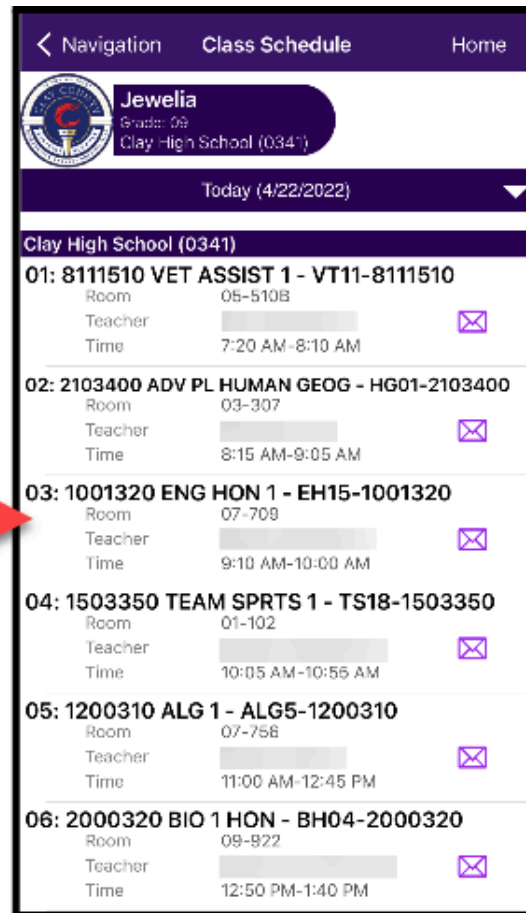 Navigation Class Schedule Home
CLAY COUNTY
Jewelia
Grade: 09
Clay High School (0341)
Today (4/22/2022)
Clay High School (0341)
01: 8111510 VET ASSIST 1 - VT11-8111510
Room 05-510B
Teacher
Time 7:20 AM-8:10 AM
02: 2103400 ADV PL HUMAN GEOG - HG01-2103400
Room 03-307
Teacher
Time 8:15 AM-9:05 AM
03: 1001320 ENG HON 1 - EH15-1001320
Room 07-709
Teacher
Time 9:10 AM-10:00 AM
04: 1503350 TEAM SPRTS 1 - TS18-1503350
Room 01-102
Teacher
Time 10:05 AM-10:55 AM
05: 1200310 ALG 1 - ALG5-1200310
Room 07-756
Teacher
Time 11:00 AM-12:45 PM
06: 2000320 BIO 1 HON - BH04-2000320
Room 09-922
Teacher
Time 12:50 PM-1:40 PM